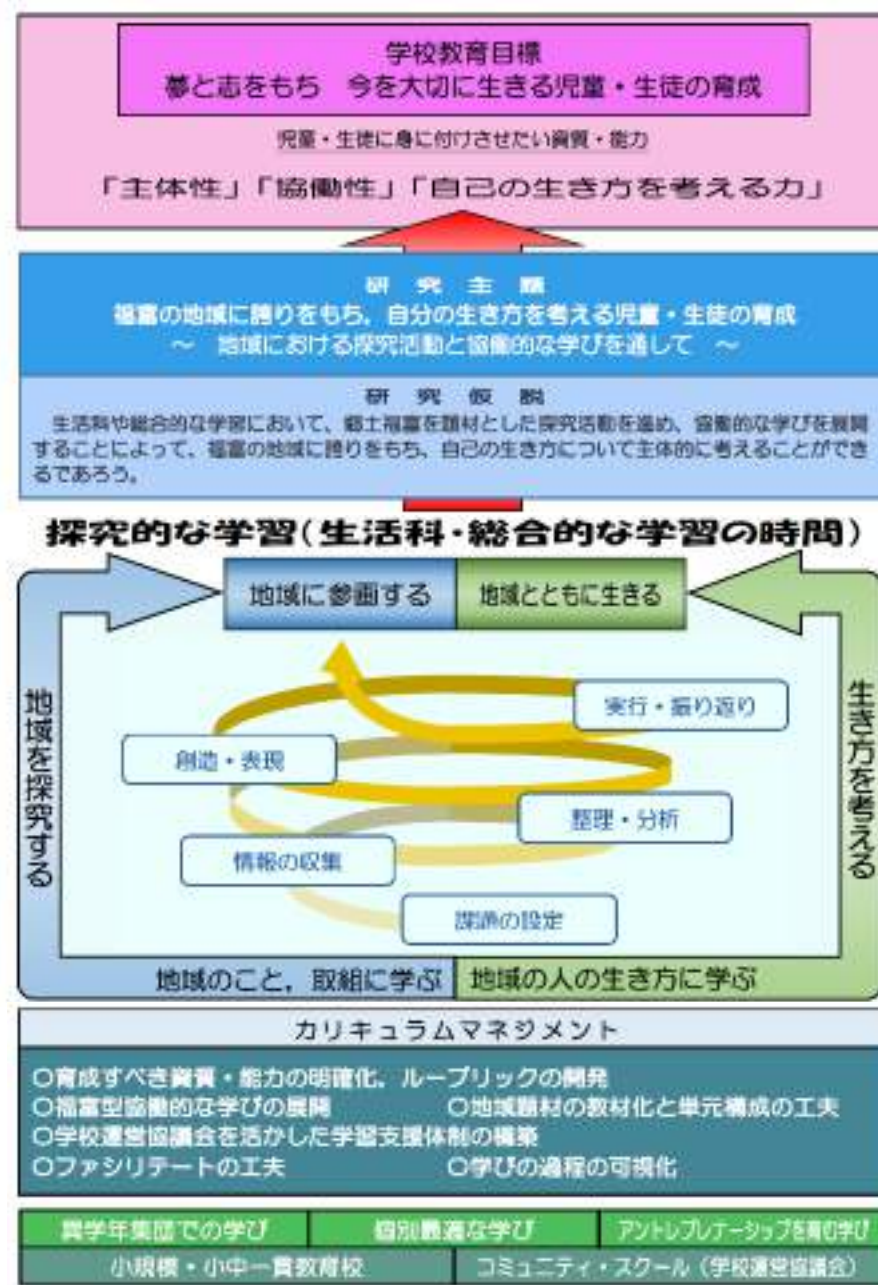 学校教育目標
夢と志をもち　今を大切に生きる児童・生徒の育成
児童・生徒に身に付けさせたい資質・能力
「主体性」「協働性」「自己の生き方を考える力」
研 究 主 題
福富の地域に誇りをもち、自分の生き方を考える児童・生徒の育成
～　地域における探究活動と協働的な学びを通して　～
研 究 仮 説
生活科や総合的な学習において、郷土福富を題材とした探究活動を進め、協働的な学びを展開
することによって、福富の地域に誇りをもち、自己の生き方について主体的に考えることができ
るであろう。
探究的な学習(生活科・総合的な学習の時間)
地域に参画する
地域とともに生きる
地域を探究する
生き方を考える
実行・振り返り
創造・表現
整理・分析
情報の収集
課題の設定
地域のこと，取組に学ぶ
地域の人の生き方に学ぶ
カリキュラムマネジメント
○育成すべき資質・能力の明確化、ルーブリックの開発
○福富型協働的な学びの展開　○地域題材の教材化と単元構成の工夫
○学校運営協議会を活かした学習支援体制の構築
○ファシリテートの工夫　○学びの過程の可視化
異学年集団での学び
個別最適な学び
アントレプレナーシップを育む学び
小規模・小中一貫教育校
コミュニティ・スクール（学校運営協議会）